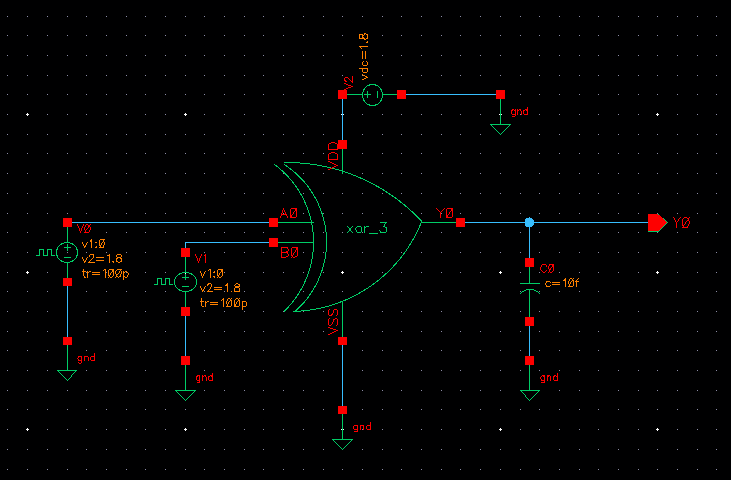 vdc=1.8
V2
gnd
VDD
A0
Y0
xor_3
Y0
V0
v1:0
v2=1.8
tr=100p
B0
V1
v1:0
v2=1.8
tr=100p
C0
c=10f
VSS
gnd
gnd
gnd
gnd